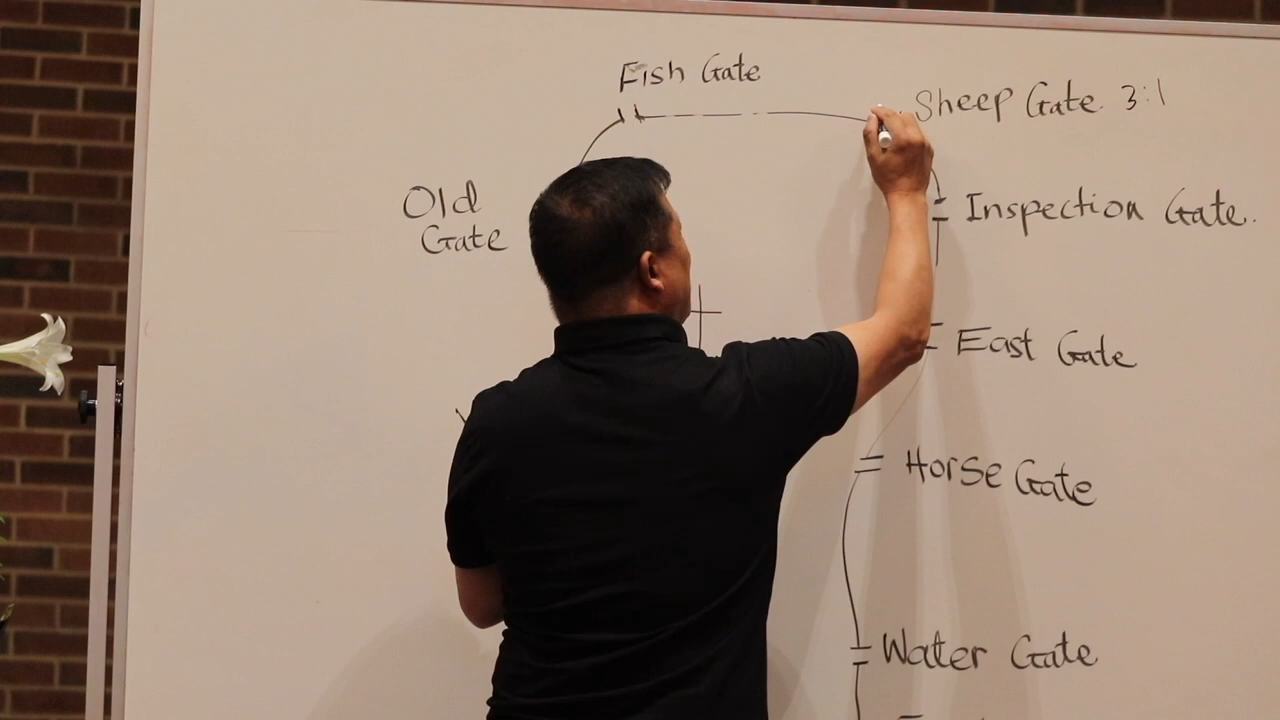 Fish Gate
Sheep Gate. 3:1
Old
Gate
Inspection Gate.
East Gate
Horse Gate
Water Gate